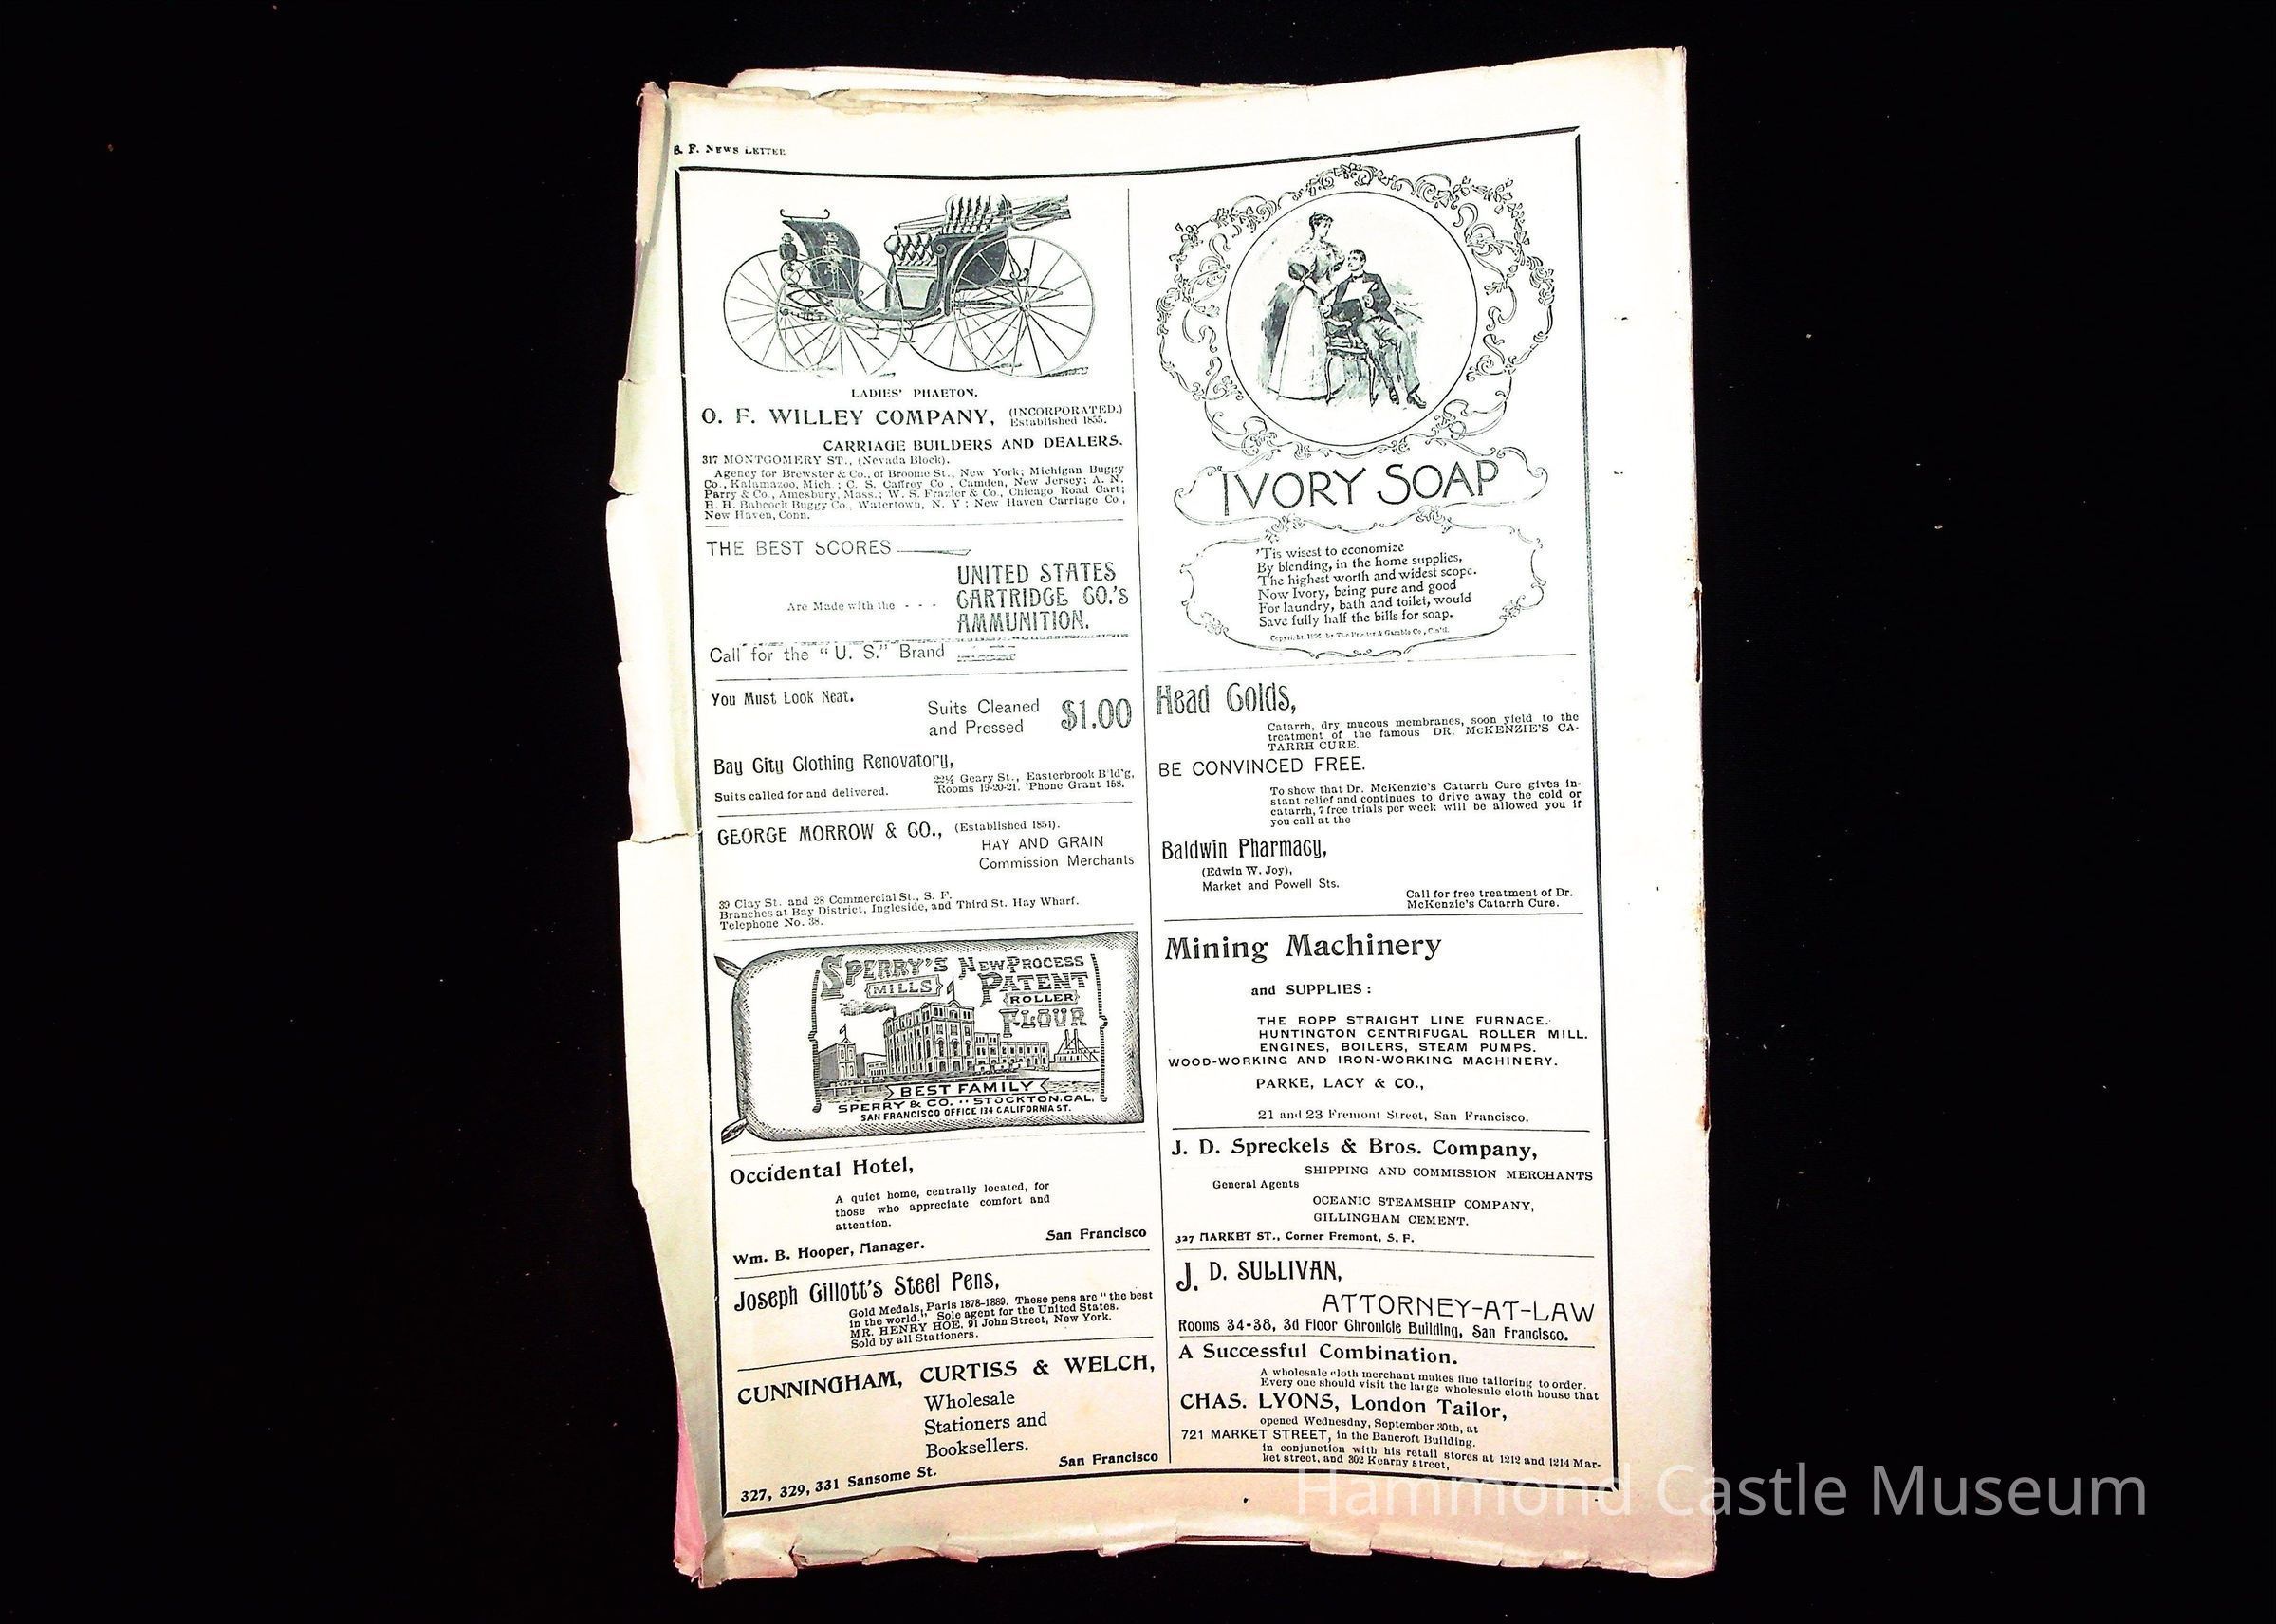 S. F. NEWS LETTER
LADIES' PHAETON.
O. F. WILLEY COMPANY, (INCORPORATED.)
Established 1855.
CARRIAGE BUILDERS AND DEALERS.
317 MONTGOMERY ST., (Nevada Block).
Agency for Brewster & Co., of Broome St., New York; Michigan Buggy
Co., Kalamazoo, Mich.; C. S. Caffrey Co., Camden, New Jersey; A. N.
Parry & Co., Amesbury, Mass.; W. S. Frazier & Co., Chicago Road Cart;
H. H. Babcock Buggy Co., Watertown, N. Y.; New Haven Carriage Co.,
New Haven, Conn.
THE BEST SCORES
Are Made with the - - -
UNITED STATES
CARTRIDGE CO.'S
AMMUNITION.
Call for the "U. S." Brand
You Must Look Neat.
Suits Cleaned
and Pressed $1.00
Bay City Clothing Renovatory,
22½ Geary St., Easterbrook B'ld'g,
Rooms 19-20-21. 'Phone Grant 158.
Suits called for and delivered.
GEORGE MORROW & CO., (Established 1854).
HAY AND GRAIN
Commission Merchants
39 Clay St. and 28 Commercial St., S. F.
Branches at Bay District, Ingleside, and Third St. Hay Wharf.
Telephone No. 38.
SPERRY'S NEW PROCESS
MILLS PATENT
ROLLER
FLOUR
BEST FAMILY
SPERRY & CO. STOCKTON.CAL.
SAN FRANCISCO OFFICE 134 CALIFORNIA ST.
Occidental Hotel,
A quiet home, centrally located, for
those who appreciate comfort and
attention.
Wm. B. Hooper, Manager.
San Francisco
Joseph Gillott's Steel Pens,
Gold Medals, Paris 1878-1889. These pens are "the best
in the world." Sole agent for the United States.
MR. HENRY HOE, 91 John Street, New York.
Sold by all Stationers.
CUNNINGHAM, CURTISS & WELCH,
Wholesale
Stationers and
Booksellers.
327, 329, 331 Sansome St.
San Francisco
IVORY SOAP
'Tis wisest to economize
By blending, in the home supplies,
The highest worth and widest scope.
Now Ivory, being pure and good
For laundry, bath and toilet, would
Save fully half the bills for soap.
Copyright, by The Procter & Gamble Co., Cin'ti.
Head Colds,
Catarrh, dry mucous membranes, soon yield to the
treatment of the famous DR. McKENZIE'S CA-
TARRH CURE.
BE CONVINCED FREE.
To show that Dr. McKenzie's Catarrh Cure gives in-
stant relief and continues to drive away the cold or
catarrh, 7 free trials per week will be allowed you if
you call at the
Baldwin Pharmacy,
(Edwin W. Joy),
Market and Powell Sts.
Call for free treatment of Dr.
McKenzie's Catarrh Cure.
Mining Machinery
and SUPPLIES:
THE ROPP STRAIGHT LINE FURNACE.
HUNTINGTON CENTRIFUGAL ROLLER MILL.
ENGINES, BOILERS, STEAM PUMPS.
WOOD-WORKING AND IRON-WORKING MACHINERY.
PARKE, LACY & CO.,
21 and 23 Fremont Street, San Francisco.
J. D. Spreckels & Bros. Company,
SHIPPING AND COMMISSION MERCHANTS
General Agents
OCEANIC STEAMSHIP COMPANY,
GILLINGHAM CEMENT.
327 MARKET ST., Corner Fremont, S. F.
J. D. SULLIVAN,
ATTORNEY-AT-LAW
Rooms 34-38, 3d Floor Chronicle Building, San Francisco.
A Successful Combination.
A wholesale cloth merchant makes fine tailoring to order.
Every one should visit the large wholesale cloth house that
CHAS. LYONS, London Tailor,
opened Wednesday, September 30th, at
721 MARKET STREET, in the Bancroft Building.
in conjunction with his retail stores at 1212 and 1214 Mar-
ket street, and 302 Kearny street,
Hammond Castle Museum